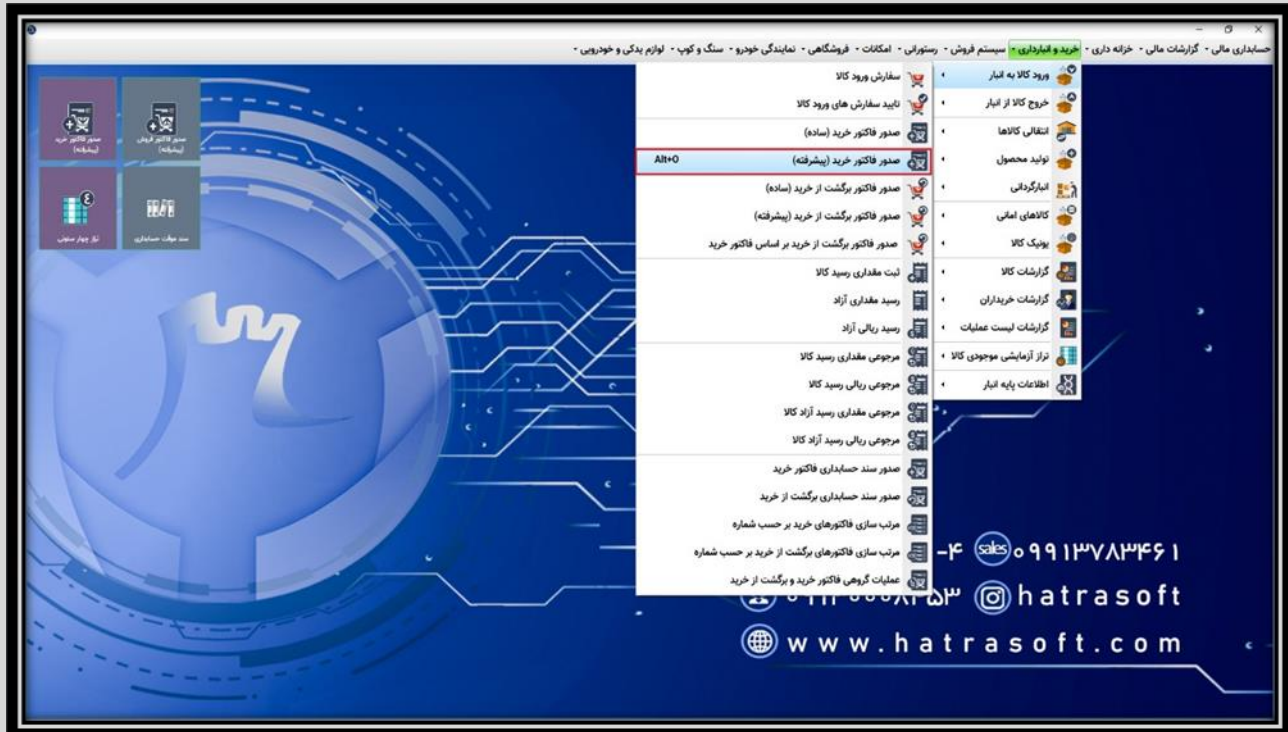 حسابداری مالی - گزارشات مالی - خزانه داری - خرید و انبارداری - سیستم فروش - رستورانی - امکانات - فروشگاهی - نمایندگی خودرو - سنگ و کوپ - لوازم یدکی و خودرویی -
ورود کالا به انبار
خروج کالا از انبار
انتقالی کالاها
تولید محصول
انبارگردانی
کالاهای امانی
یونیک کالا
گزارشات کالا
گزارشات خریداران
گزارشات لیست عملیات
تراز آزمایشی موجودی کالا
اطلاعات پایه انبار
سفارش ورود کالا
تایید سفارش های ورود کالا
صدور فاکتور خرید (ساده)
صدور فاکتور خرید (پیشرفته) Alt+O
صدور فاکتور برگشت از خرید (ساده)
صدور فاکتور برگشت از خرید (پیشرفته)
صدور فاکتور برگشت از خرید بر اساس فاکتور خرید
ثبت مقداری رسید کالا
رسید مقداری آزاد
رسید ریالی آزاد
مرجوعی مقداری رسید کالا
مرجوعی ریالی رسید کالا
مرجوعی مقداری رسید آزاد کالا
مرجوعی ریالی رسید آزاد کالا
صدور سند حسابداری فاکتور خرید
صدور سند حسابداری برگشت از خرید
مرتب سازی فاکتورهای خرید بر حسب شماره
مرتب سازی فاکتورهای برگشت از خرید بر حسب شماره
عملیات گروهی فاکتور خرید و برگشت از خرید
صدور فاکتور فروش
(پیشرفته)
صدور فاکتور خرید
(پیشرفته)
سند موقت حسابداری
تراز چهار ستونی
-۴ sales ۰۹۹۱۳۷۸۳۴۶۱
hatrasoft
www.hatrasoft.com